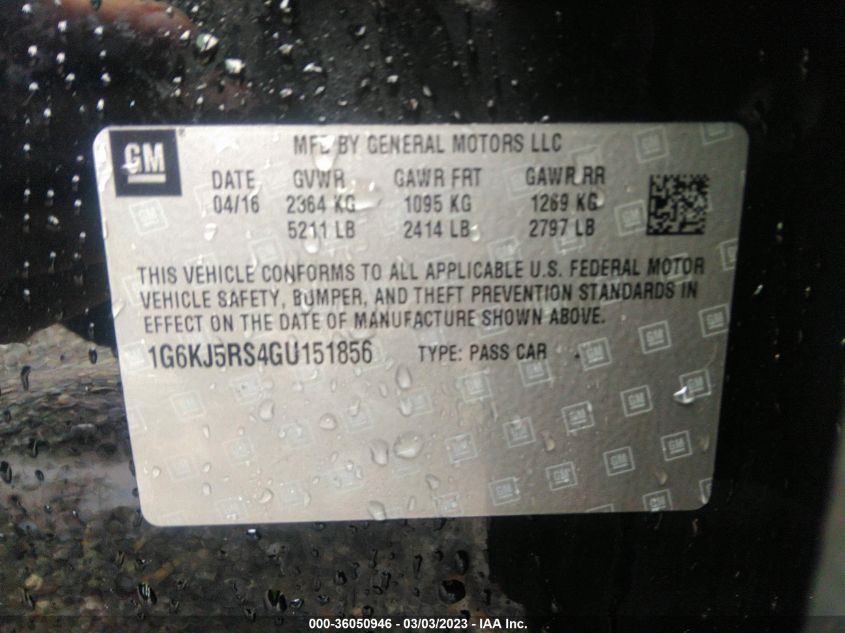 GM ®
MFD BY GENERAL MOTORS LLC
DATE GVWR GAWR FRT GAWR RR
04/16 2364 KG 1095 KG 1269 KG
5211 LB 2414 LB 2797 LB
THIS VEHICLE CONFORMS TO ALL APPLICABLE U.S. FEDERAL MOTOR
VEHICLE SAFETY, BUMPER, AND THEFT PREVENTION STANDARDS IN
EFFECT ON THE DATE OF MANUFACTURE SHOWN ABOVE.
1G6KJ5RS4GU151856 TYPE: PASS CAR
000-36050946 - 03/03/2023 - © IAA Inc.